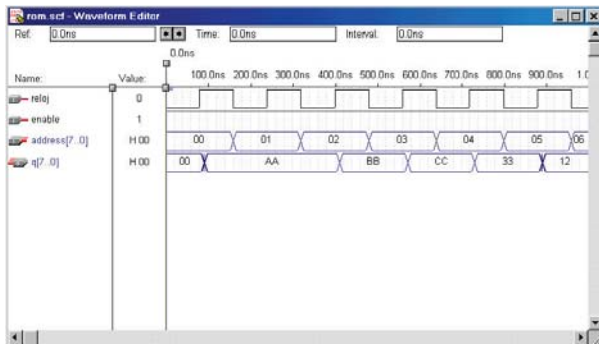 rom.scf - Waveform Editor
Ref: 0.0ns Time: 0.0ns Interval: 0.0ns
0.0ns
Name: Value: 100.0ns 200.0ns 300.0ns 400.0ns 500.0ns 600.0ns 700.0ns 800.0ns 900.0ns 1.0
reloj 0
enable 1
address[7..0] H 00 00 01 02 03 04 05 06
q[7..0] H 00 00 AA BB CC 33 12